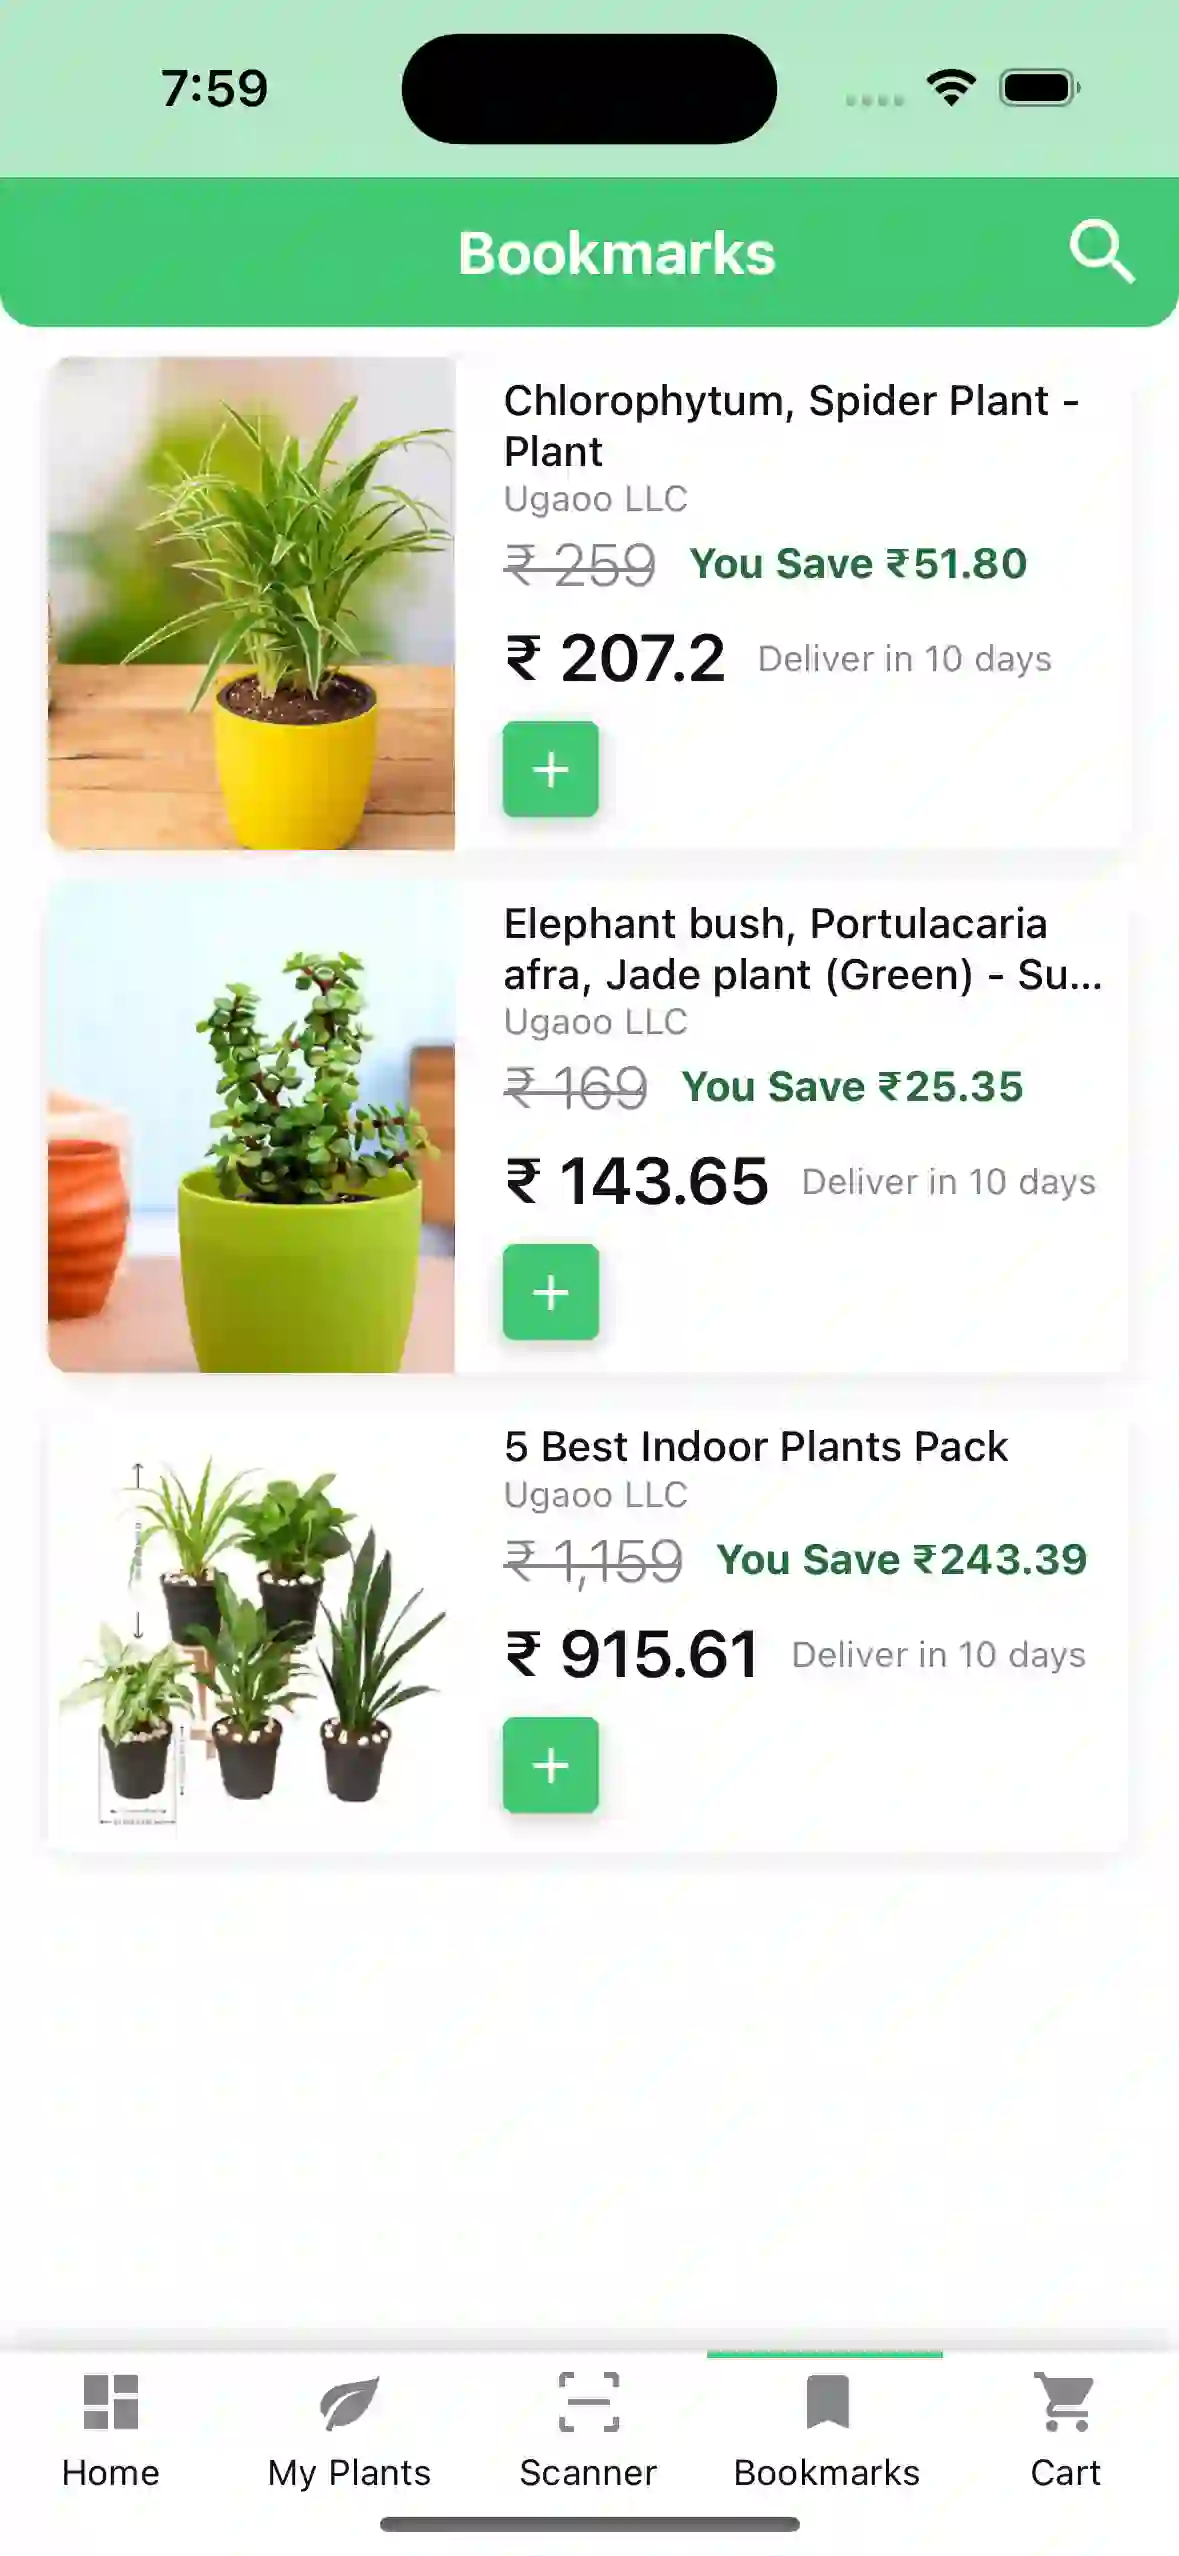 7:59
Bookmarks
Chlorophytum, Spider Plant -
Plant
Ugaoo LLC
₹ 259 You Save ₹51.80
₹ 207.2 Deliver in 10 days
+
Elephant bush, Portulacaria
afra, Jade plant (Green) - Su...
Ugaoo LLC
₹ 169 You Save ₹25.35
₹ 143.65 Deliver in 10 days
+
5 Best Indoor Plants Pack
Ugaoo LLC
₹ 1,159 You Save ₹243.39
₹ 915.61 Deliver in 10 days
+
Home My Plants Scanner Bookmarks Cart